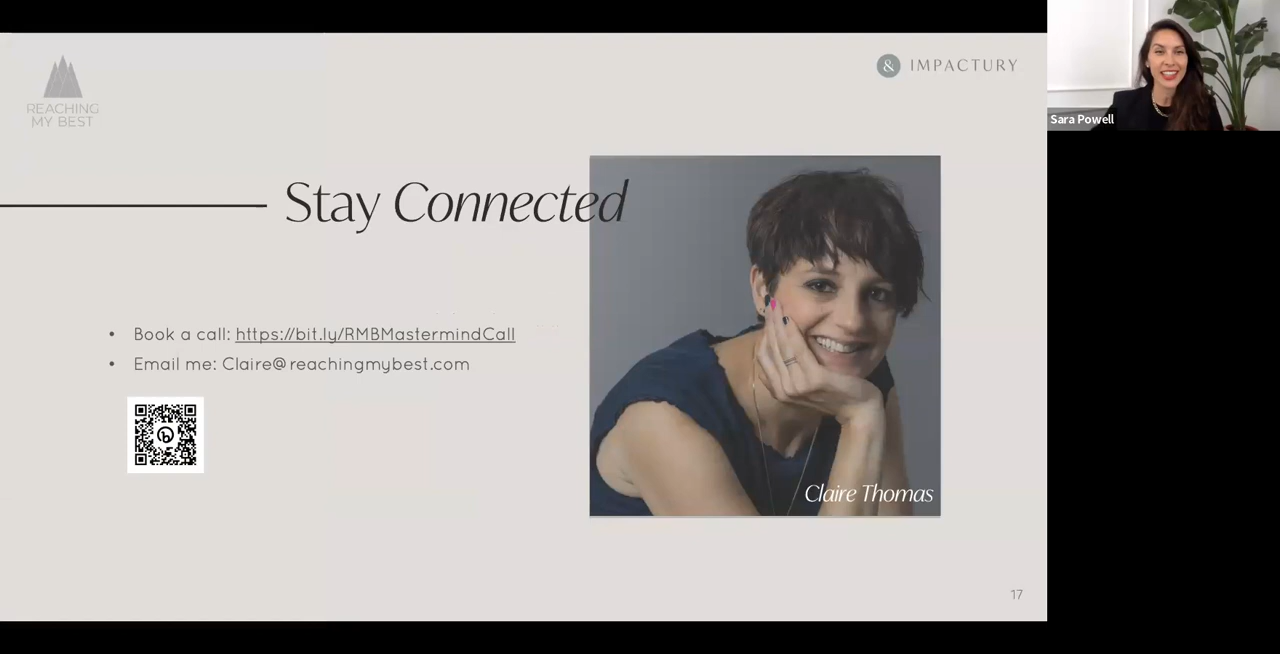 REACHING
MY BEST
& IMPACTURY
Sara Powell
Stay Connected
• Book a call: https://bit.ly/RMBMastermindCall
• Email me: Claire@reachingmybest.com
Claire Thomas
17